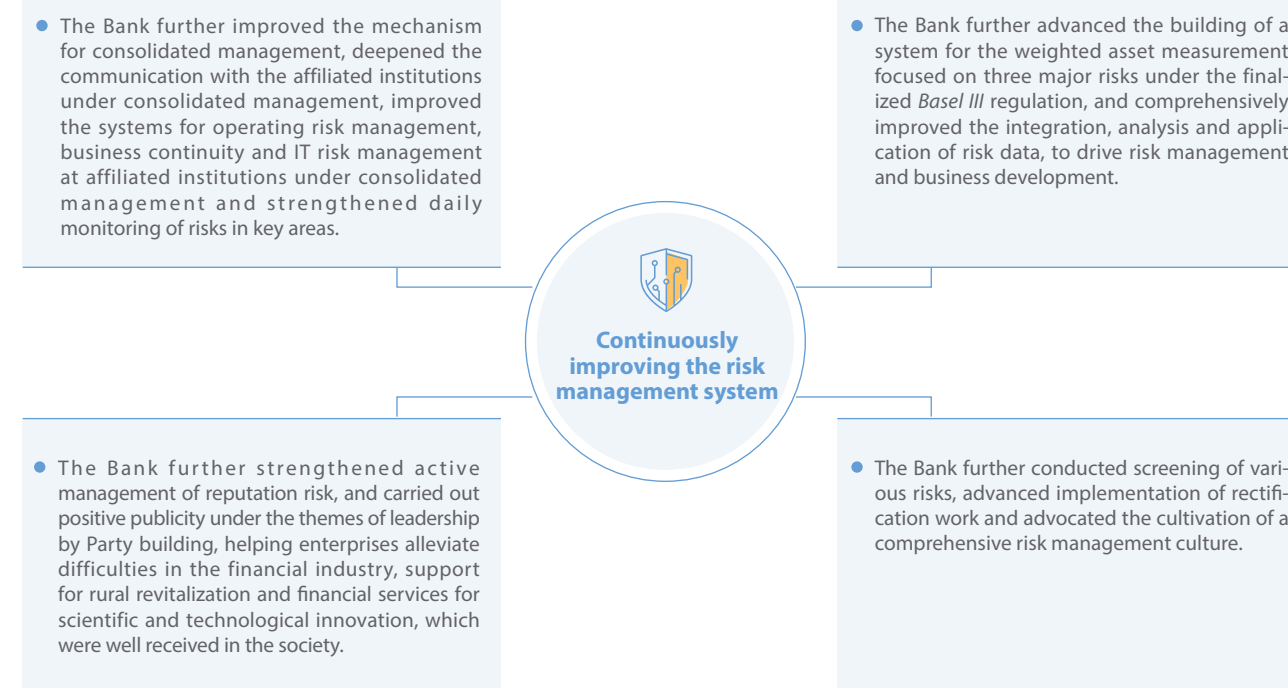 The Bank further improved the mechanism
for consolidated management, deepened the
communication with the affiliated institutions
under consolidated management, improved
the systems for operating risk management,
business continuity and IT risk management
at affiliated institutions under consolidated
management and strengthened daily
monitoring of risks in key areas.
The Bank further advanced the building of a
system for the weighted asset measurement
focused on three major risks under the final-
ized Basel III regulation, and comprehensively
improved the integration, analysis and appli-
cation of risk data, to drive risk management
and business development.
Continuously
improving the risk
management system
The Bank further strengthened active
management of reputation risk, and carried out
positive publicity under the themes of leadership
by Party building, helping enterprises alleviate
difficulties in the financial industry, support
for rural revitalization and financial services for
scientific and technological innovation, which
were well received in the society.
The Bank further conducted screening of vari-
ous risks, advanced implementation of rectifi-
cation work and advocated the cultivation of a
comprehensive risk management culture.